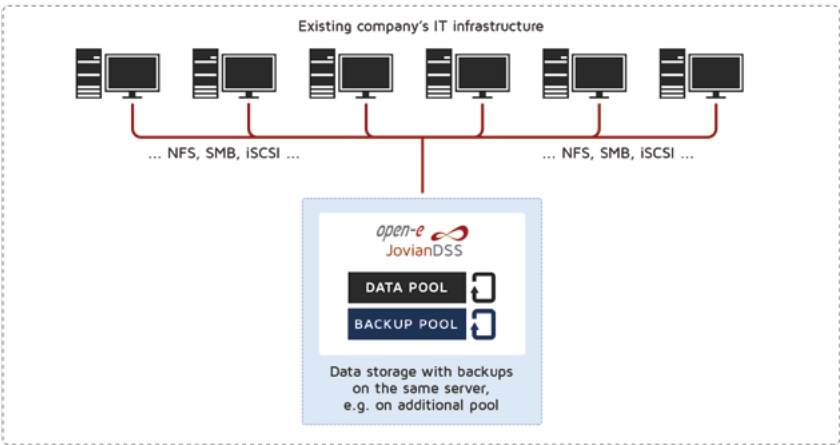 Existing company's IT infrastructure
... NFS, SMB, iSCSI ...
... NFS, SMB, iSCSI ...
open-e
JovianDSS
DATA POOL
BACKUP POOL
Data storage with backups
on the same server,
e.g. on additional pool